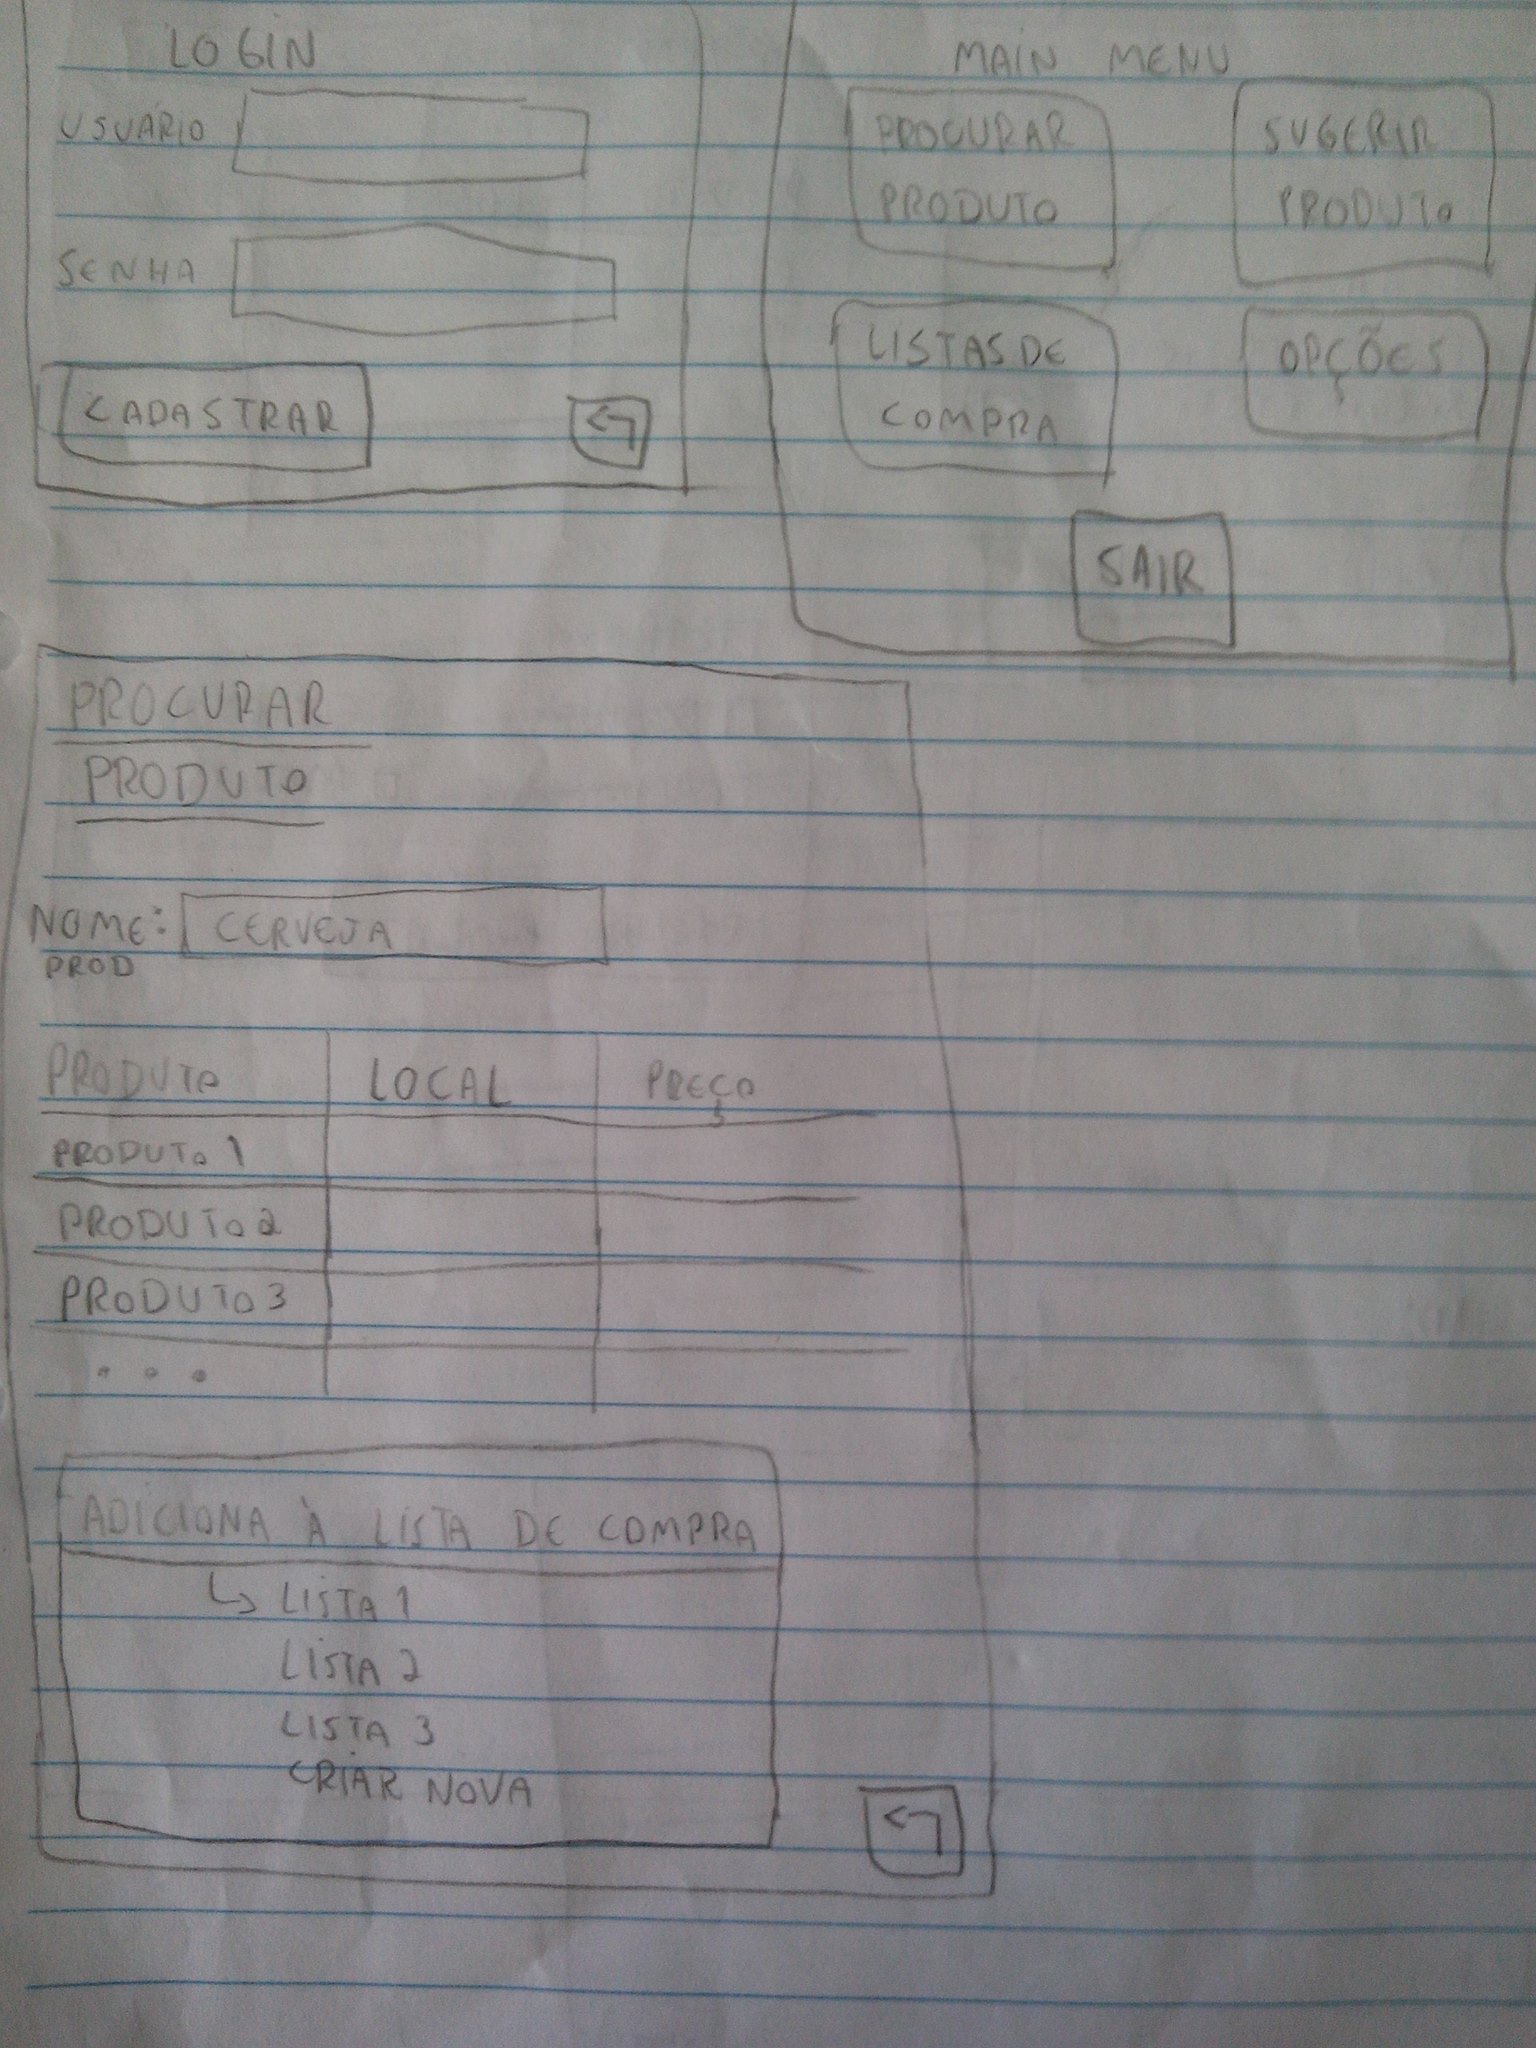 LOGIN
USUÁRIO
SENHA
CADASTRAR
MAIN MENU
PROCURAR
PRODUTO
SUGERIR
PRODUTO
LISTAS DE
COMPRA
OPÇÕES
SAIR
PROCURAR
PRODUTO
NOME: CERVEJA
PROD
PRODUTO LOCAL PREÇO
PRODUTO 1
PRODUTO 2
PRODUTO 3
...
ADICIONA À LISTA DE COMPRA
↳ LISTA 1
LISTA 2
LISTA 3
CRIAR NOVA